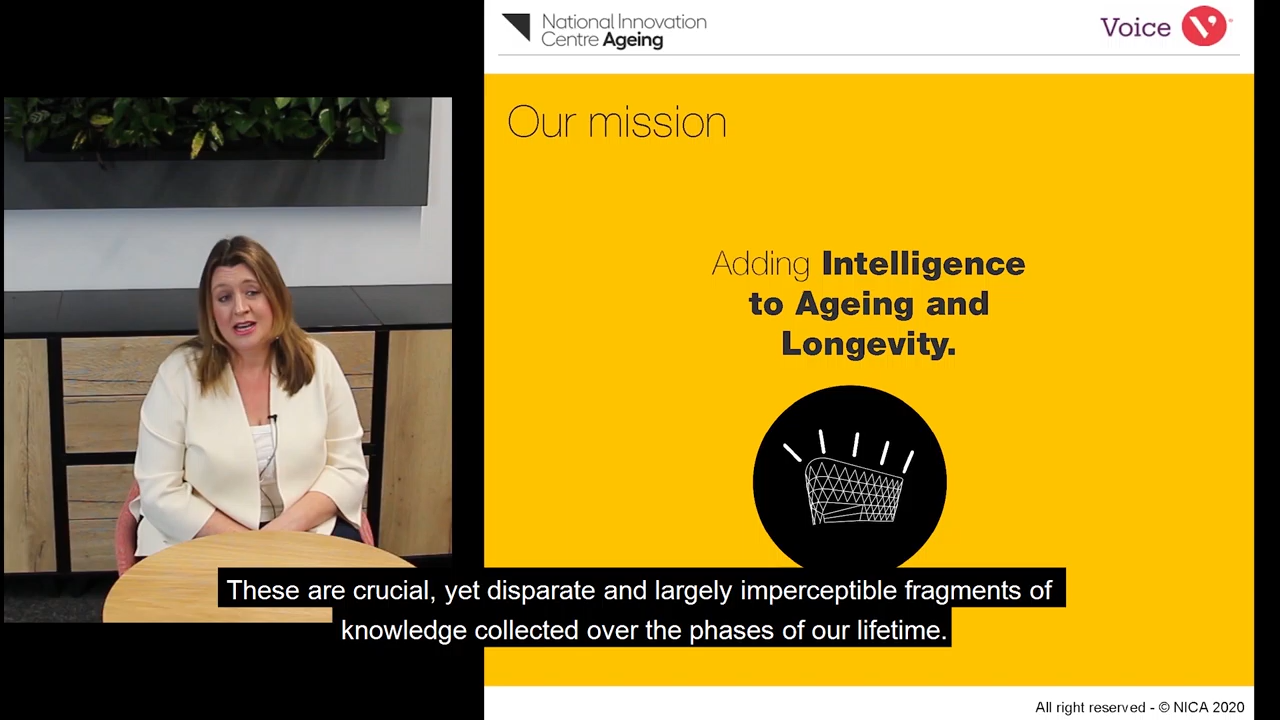 National Innovation
Centre Ageing
Voice
Our mission
Adding Intelligence
to Ageing and
Longevity.
These are crucial, yet disparate and largely imperceptible fragments of
knowledge collected over the phases of our lifetime.
All right reserved - © NICA 2020